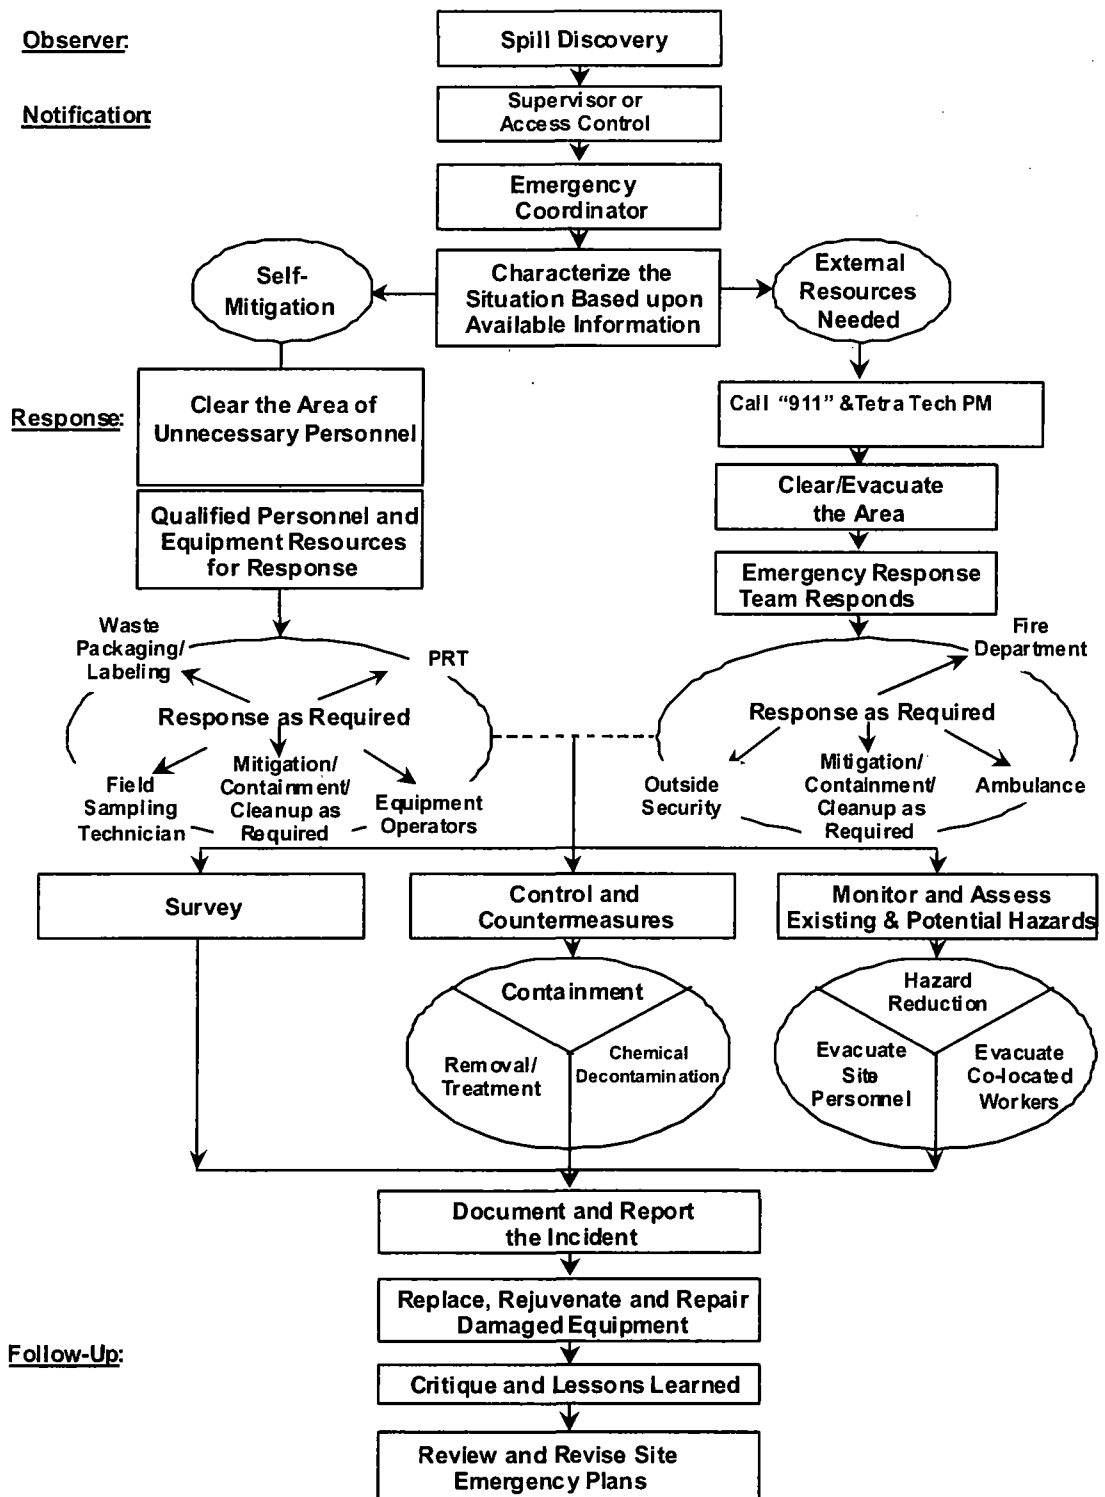 Observer:
Spill Discovery
Notification:
Supervisor or
Access Control
Emergency
Coordinator
Self-
Mitigation
Characterize the
Situation Based upon
Available Information
External
Resources
Needed
Response:
Clear the Area of
Unnecessary Personnel
Call "911" & Tetra Tech PM
Clear/Evacuate
the Area
Qualified Personnel and
Equipment Resources
for Response
Emergency Response
Team Responds
Waste
Packaging/
Labeling
PRT
Response as Required
Field
Sampling
Technician
Mitigation/
Containment/
Cleanup as
Required
Equipment
Operators
Fire
Department
Response as Required
Outside
Security
Mitigation/
Containment/
Cleanup as
Required
Ambulance
Survey
Control and
Countermeasures
Monitor and Assess
Existing & Potential Hazards
Containment
Removal/
Treatment
Chemical
Decontamination
Hazard
Reduction
Evacuate
Site
Personnel
Evacuate
Co-located
Workers
Document and Report
the Incident
Replace, Rejuvenate and Repair
Damaged Equipment
Follow-Up:
Critique and Lessons Learned
Review and Revise Site
Emergency Plans